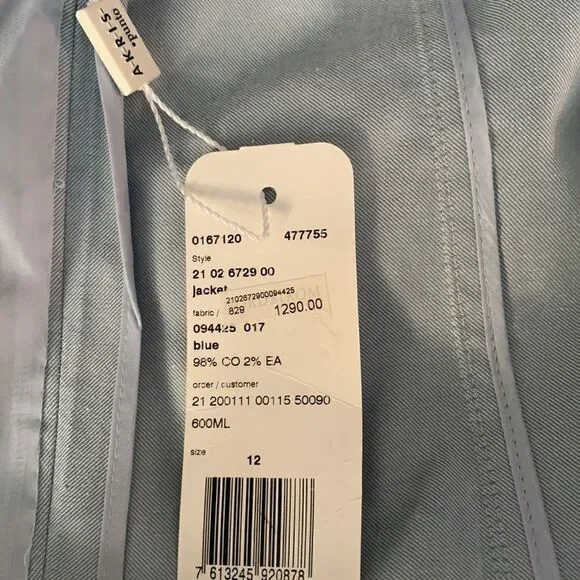 A-K-R-I-S-
•punto
0167120 477755
Style
21 02 6729 00
jacket
2102672900094425
fabric / 829 1290.00
094425 017
blue
98% CO 2% EA
order / customer
21 200111 00115 50090
600ML
size
12
7 613245 920878